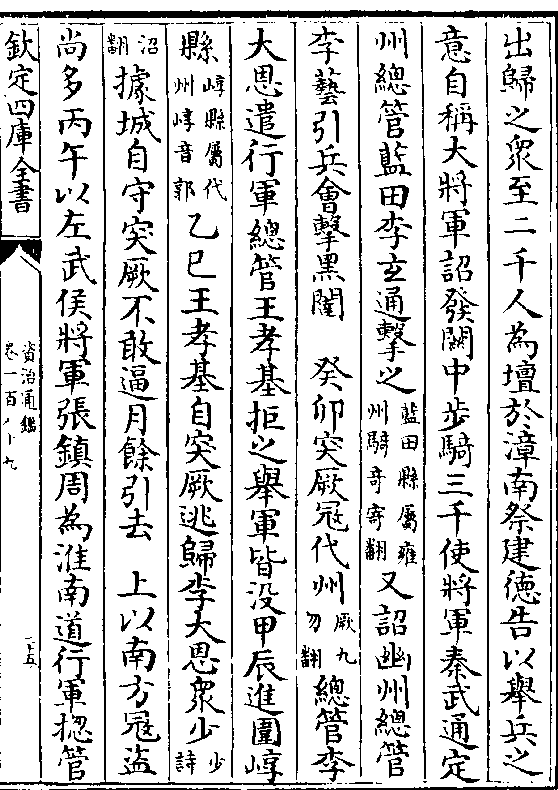 出歸之衆至二千人為壇於漳南祭建德告以舉兵之
意自稱大將軍詔發關中步騎三千使將軍秦武通定
州總管藍田李玄通擊之藍田縣屬雍州騎奇寄翻又詔幽州總管
李藝引兵會擊黑闥 癸卯突厥冦代州厥九勿翻總管李
大恩遣行軍總管王孝基拒之舉軍皆没甲辰進圍崞
縣崞縣屬代州崞音郭乙巳王孝基自突厥逃歸李大恩衆少少詩
沼翻據城自守突厥不敢逼月餘引去 上以南方冦盜
尚多丙午以左武侯將軍張鎮周為淮南道行軍揔管
欽定四庫全書
資治通鑑
卷一百八十九
二十五